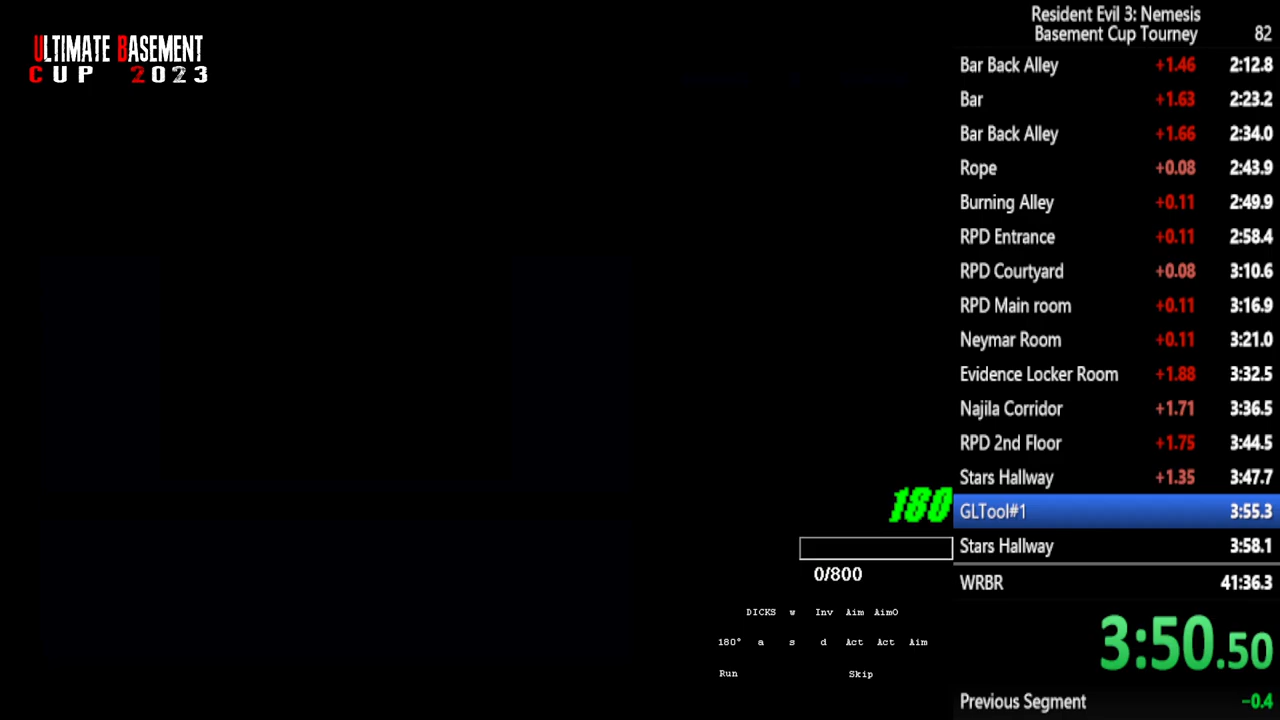 ULTIMATE BASEMENT
CUP 2023
Resident Evil 3: Nemesis
Basement Cup Tourney 82
Bar Back Alley +1.46 2:12.8
Bar +1.63 2:23.2
Bar Back Alley +1.66 2:34.0
Rope +0.08 2:43.9
Burning Alley +0.11 2:49.9
RPD Entrance +0.11 2:58.4
RPD Courtyard +0.08 3:10.6
RPD Main room +0.11 3:16.9
Neymar Room +0.11 3:21.0
Evidence Locker Room +1.88 3:32.5
Najila Corridor +1.71 3:36.5
RPD 2nd Floor +1.75 3:44.5
Stars Hallway +1.35 3:47.7
180
GLTool#1 3:55.3
Stars Hallway 3:58.1
0/800
WRBR 41:36.3
DICKS w Inv Aim AimO
180° a s d Act Act Aim
Run Skip
3:50.50
Previous Segment -0.4